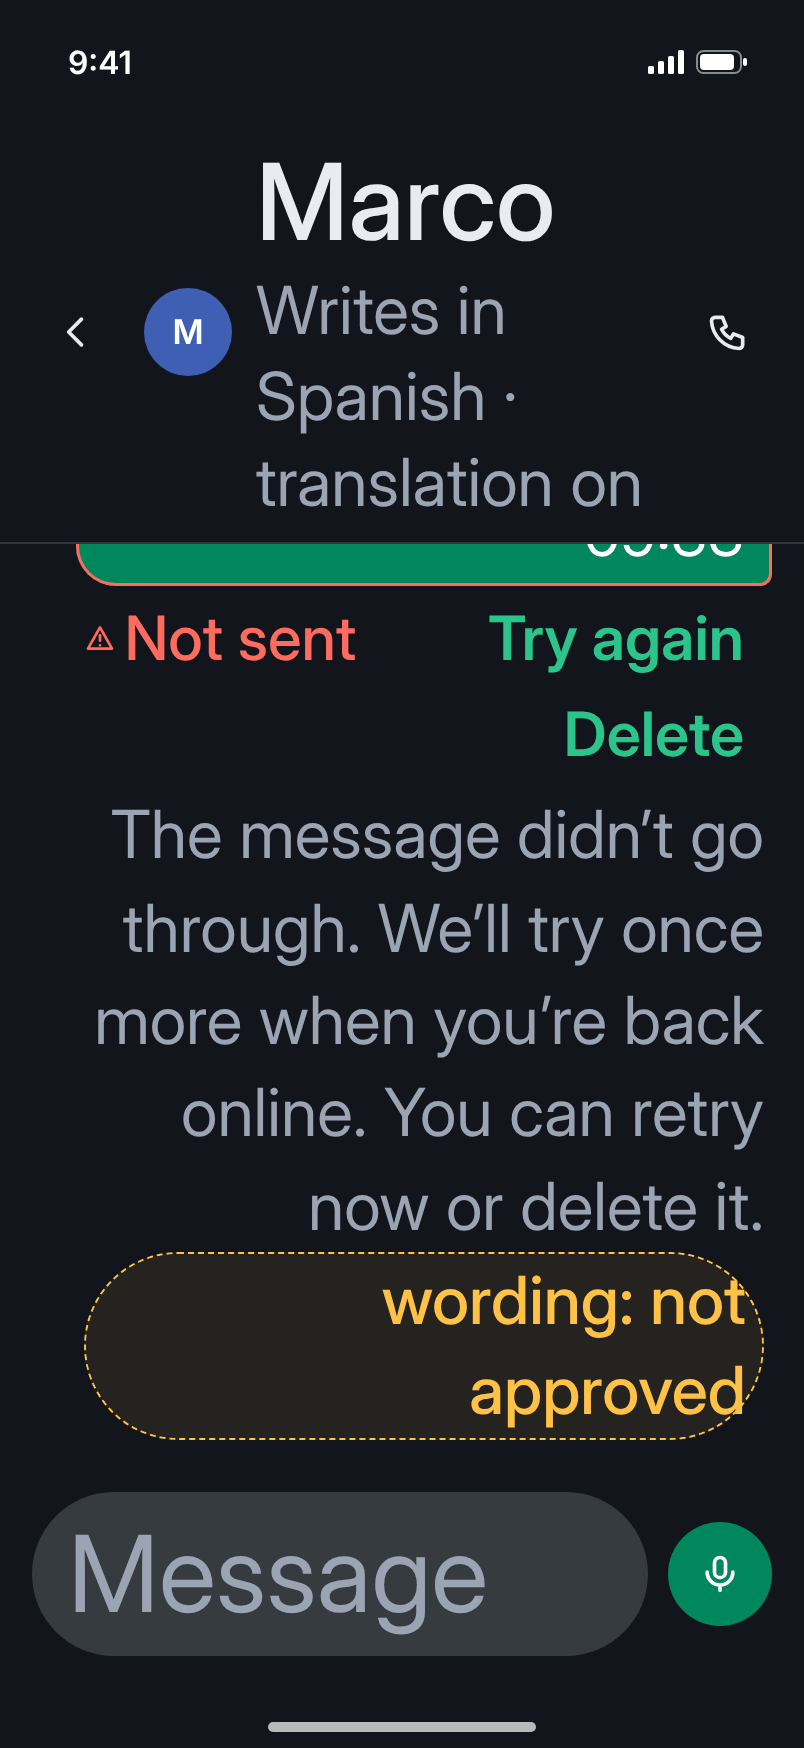 9:41
Marco
M
Writes in
Spanish ·
translation on
Not sent
Try again
Delete
The message didn’t go
through. We’ll try once
more when you’re back
online. You can retry
now or delete it.
wording: not
approved
Message